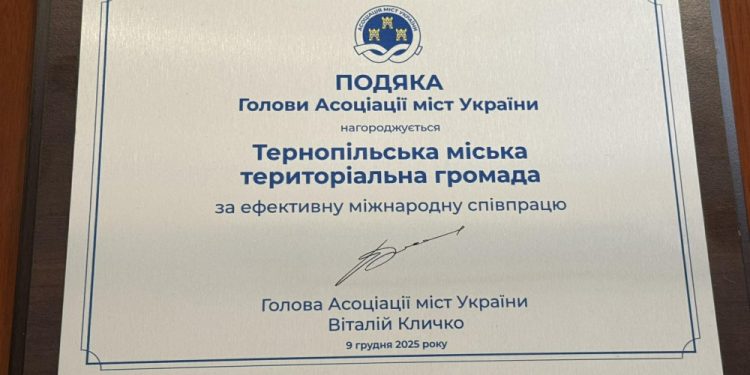 АСОЦІАЦІЯ МІСТ УКРАЇНИ
ПОДЯКА
Голови Асоціації міст України
нагороджується
Тернопільська міська
територіальна громада
за ефективну міжнародну співпрацю
Голова Асоціації міст України
Віталій Кличко
9 грудня 2025 року